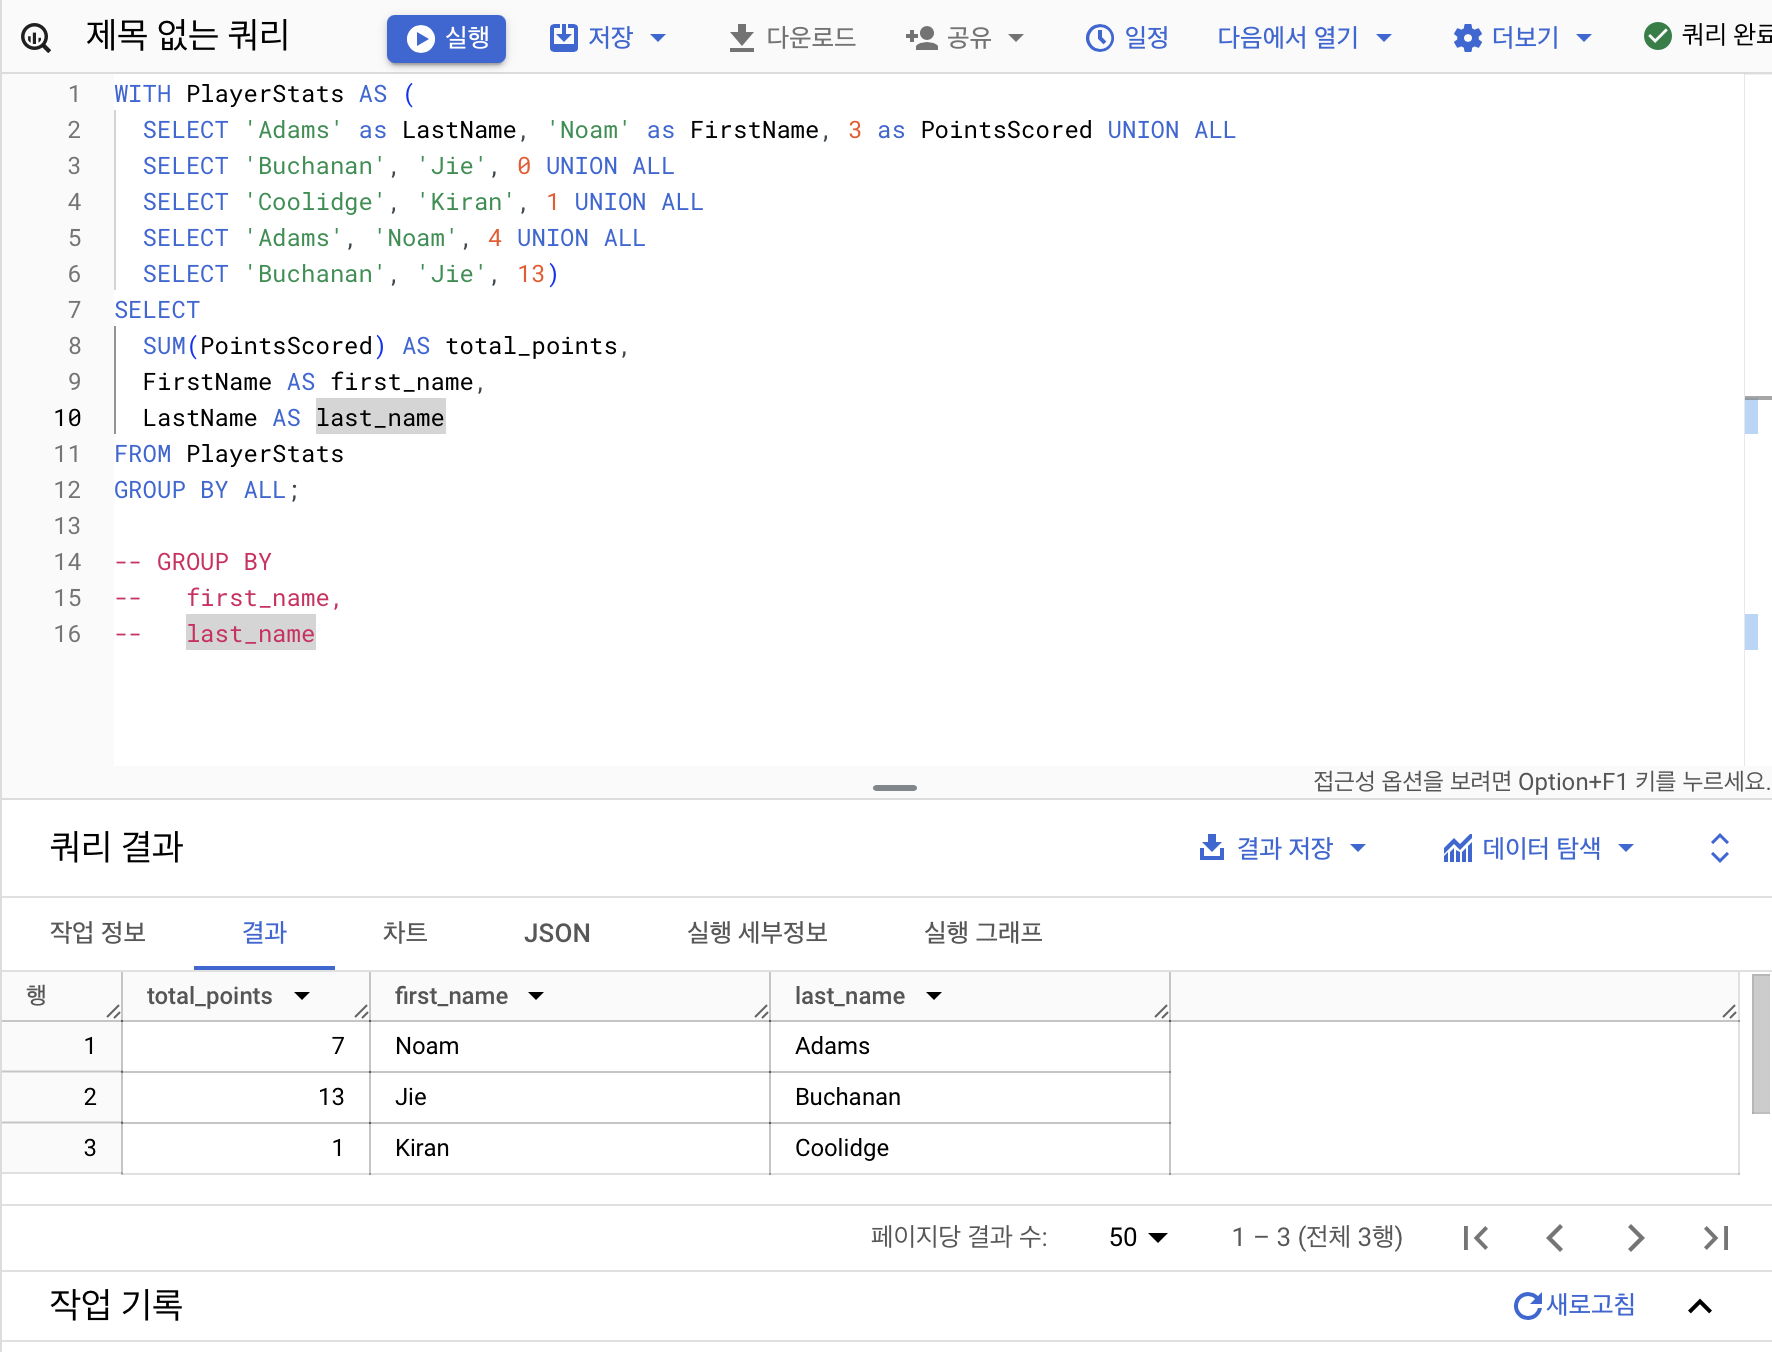 제목 없는 쿼리 실행 저장 다운로드 공유 일정 다음에서 열기 더보기 쿼리 완료
1 WITH PlayerStats AS (
2 SELECT 'Adams' as LastName, 'Noam' as FirstName, 3 as PointsScored UNION ALL
3 SELECT 'Buchanan', 'Jie', 0 UNION ALL
4 SELECT 'Coolidge', 'Kiran', 1 UNION ALL
5 SELECT 'Adams', 'Noam', 4 UNION ALL
6 SELECT 'Buchanan', 'Jie', 13)
7 SELECT
8 SUM(PointsScored) AS total_points,
9 FirstName AS first_name,
10 LastName AS last_name
11 FROM PlayerStats
12 GROUP BY ALL;
13
14 -- GROUP BY
15 -- first_name,
16 -- last_name
접근성 옵션을 보려면 Option+F1 키를 누르세요.
쿼리 결과 결과 저장 데이터 탐색
작업 정보 결과 차트 JSON 실행 세부정보 실행 그래프
행 total_points first_name last_name
1 7 Noam Adams
2 13 Jie Buchanan
3 1 Kiran Coolidge
페이지당 결과 수: 50 1 – 3 (전체 3행)
작업 기록 새로고침